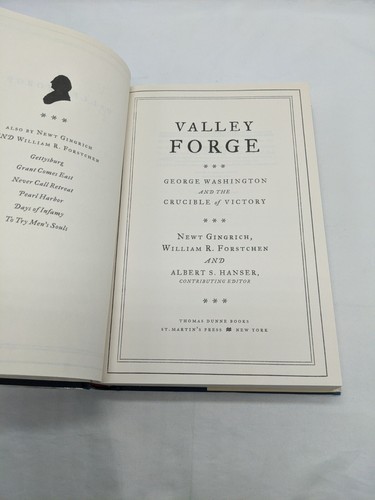 * * *
ALSO BY NEWT GINGRICH
AND WILLIAM R. FORSTCHEN
Gettysburg
Grant Comes East
Never Call Retreat
Pearl Harbor
Days of Infamy
To Try Men's Souls
VALLEY
FORGE
* * *
GEORGE WASHINGTON
AND THE
CRUCIBLE of VICTORY
* * *
NEWT GINGRICH,
WILLIAM R. FORSTCHEN
AND
ALBERT S. HANSER,
CONTRIBUTING EDITOR
* * *
THOMAS DUNNE BOOKS
ST. MARTIN'S PRESS NEW YORK